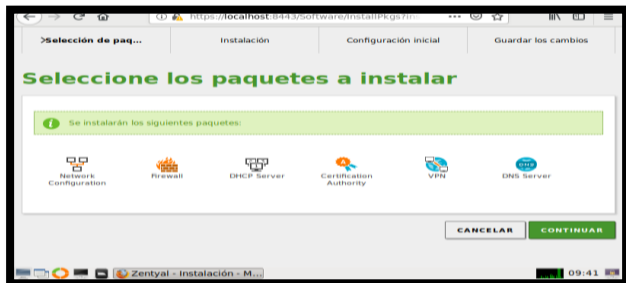 https://localhost:8443/Software/InstallPkgs?in
>Selección de paq...
Instalación
Configuración inicial
Guardar los cambios
Seleccione los paquetes a instalar
Se instalarán los siguientes paquetes:
Network Configuration
Firewall
DHCP Server
Certification Authority
VPN
DNS Server
CANCELAR
CONTINUAR
Zentyal - Instalación - M...
09:41